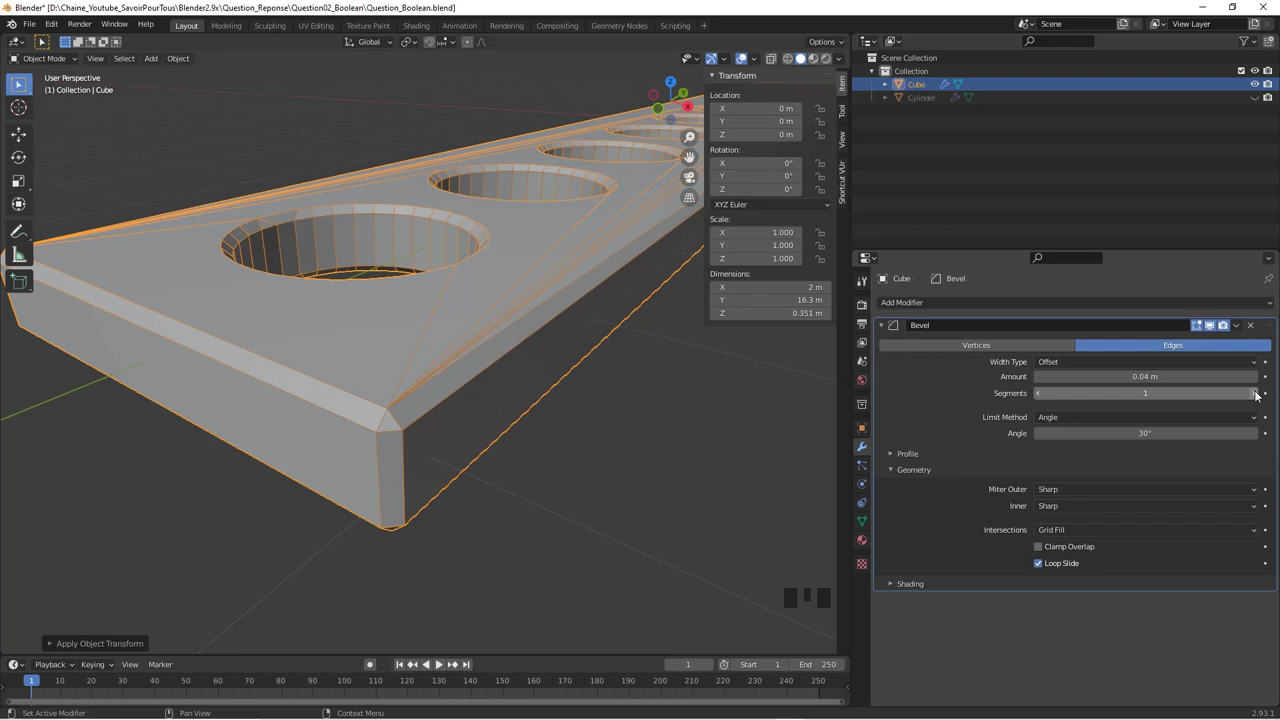 Blender* [D:\Chaine_Youtube_SavoirPourTous\Blender2.9x\Question_Reponse\Question02_Boolean\Question_Boolean.blend]
File Edit Render Window Help Layout Modeling Sculpting UV Editing Texture Paint Shading Animation Rendering Compositing Geometry Nodes Scripting Scene View Layer
Global Options
Object Mode View Select Add Object
User Perspective
(1) Collection | Cube
Transform
Location:
X 0 m
Y 0 m
Z 0 m
Rotation:
X 0°
Y 0°
Z 0°
XYZ Euler
Scale:
X 1.000
Y 1.000
Z 1.000
Dimensions:
X 2 m
Y 16.3 m
Z 0.351 m
Item
Tool
View
Shortcut VUr
X
Y
Z
Scene Collection
Collection
Cube
Cylinder
Cube Bevel
Add Modifier
Bevel
Vertices Edges
Width Type Offset
Amount 0.04 m
Segments 1
Limit Method Angle
Angle 30°
Profile
Geometry
Miter Outer Sharp
Inner Sharp
Intersections Grid Fill
Clamp Overlap
Loop Slide
Shading
Apply Object Transform
Playback Keying View Marker 1 Start 1 End 250
1 10 20 30 40 50 60 70 80 90 100 110 120 130 140 150 160 170 180 190 200 210 220 230 240 250
Set Active Modifier Pan View Context Menu 2.93.1